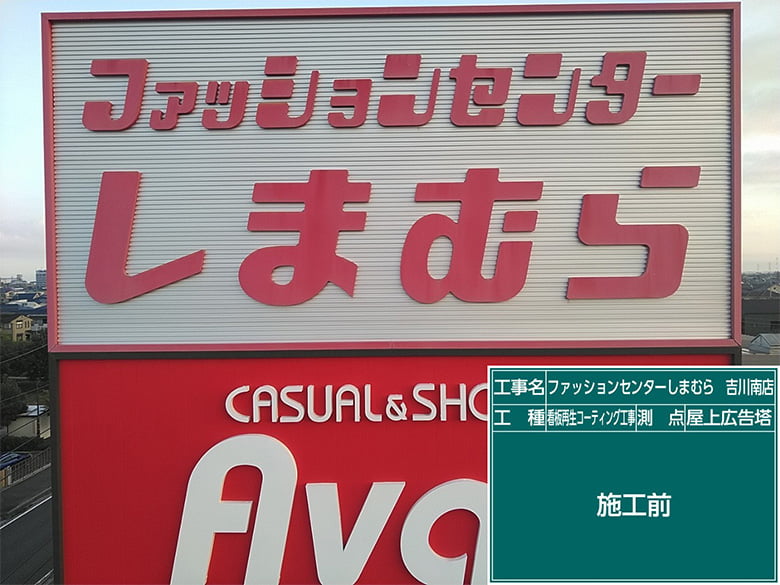 ファッションセンター
しまむら
CASUAL & SHO
Av
工事名 ファッションセンターしまむら 吉川南店
工 種 看板再生コーティング工事 測 点 屋上広告塔
施工前